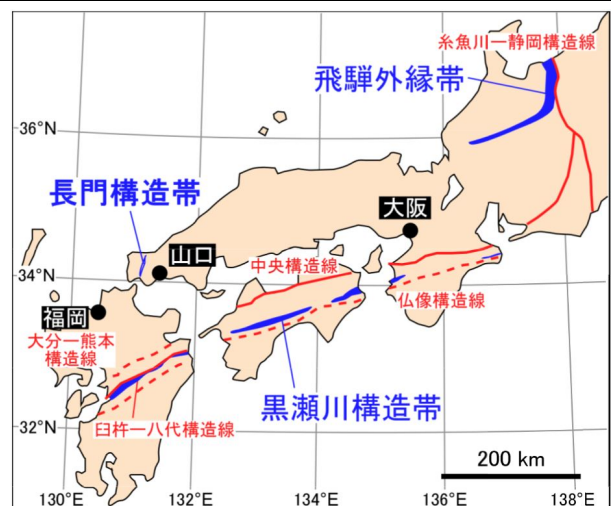 糸魚川ー静岡構造線
飛騨外縁帯
36°N
長門構造帯
大阪
山口
中央構造線
34°N
仏像構造線
福岡
大分ー熊本
構造線
黒瀬川構造帯
臼杵ー八代構造線
32°N
200 km
130°E
132°E
134°E
136°E
138°E